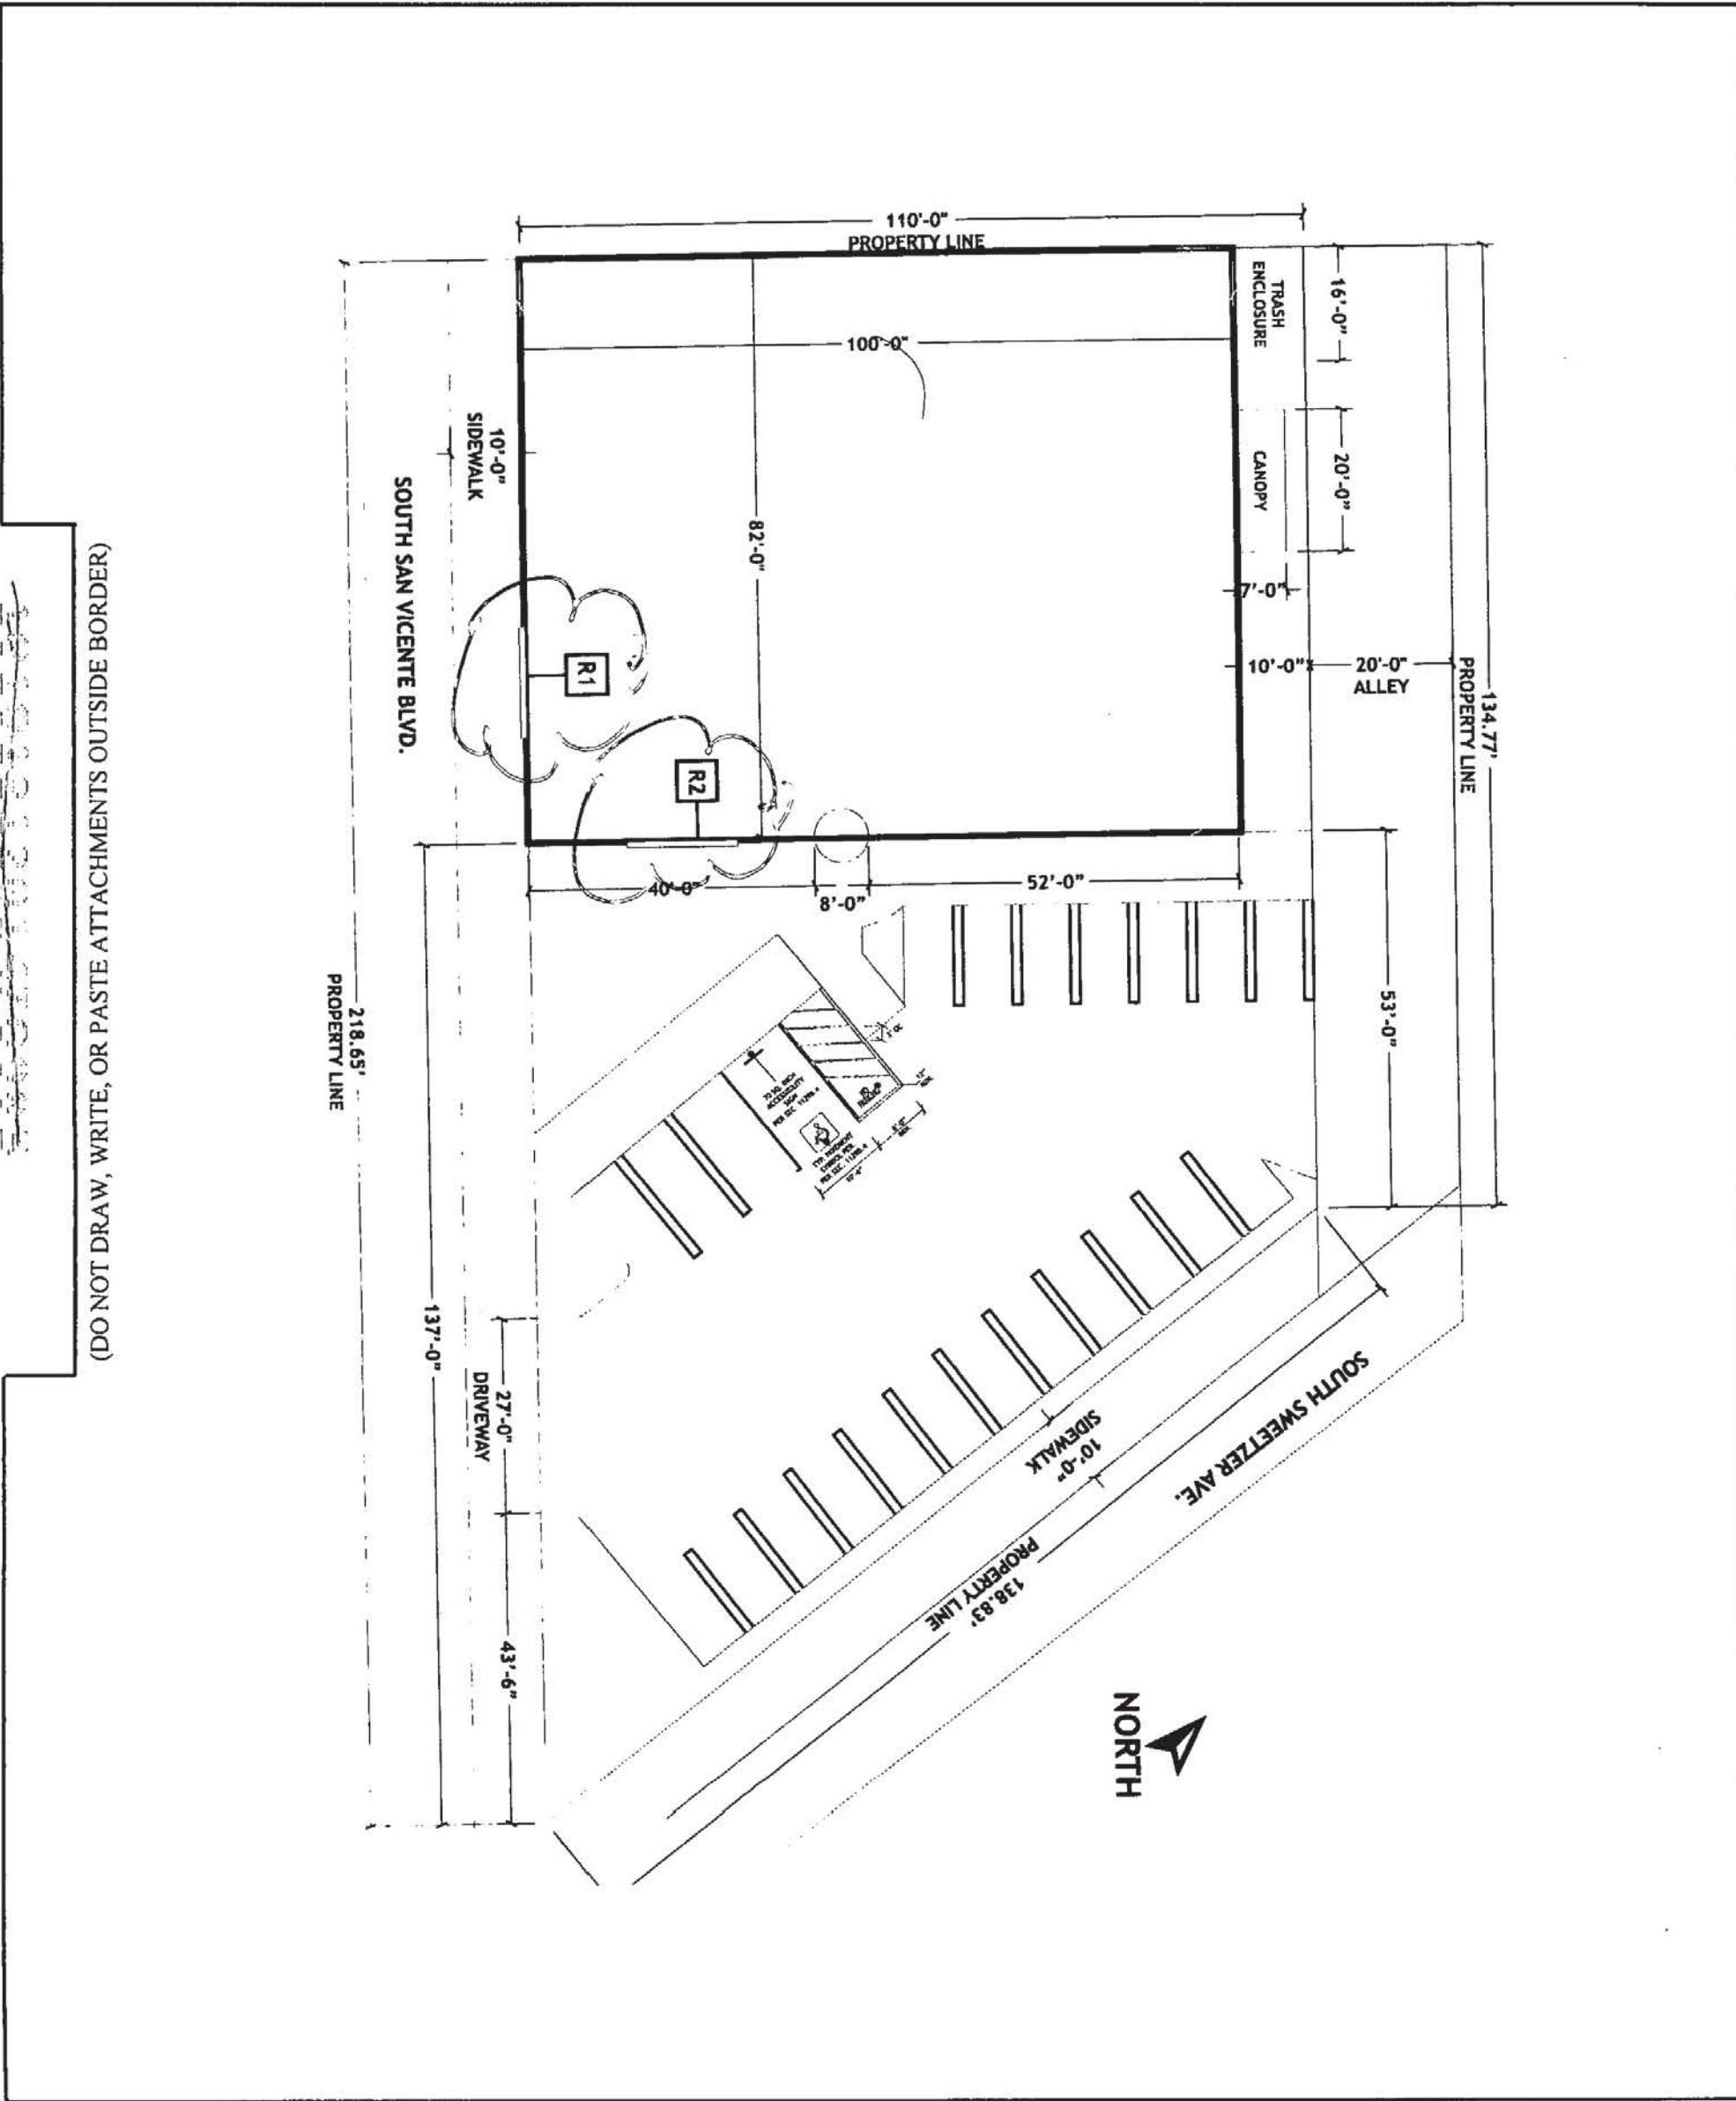 110'-0"
PROPERTY LINE
TRASH
ENCLOSURE
16'-0"
100'-0"
20'-0"
CANOPY
10'-0"
SIDEWALK
SOUTH SAN VICENTE BLVD.
82'-0"
7'-0"
10'-0"
20'-0"
ALLEY
134.77'
PROPERTY LINE
R1
R2
40'-0"
8'-0"
52'-0"
53'-0"
218.65'
PROPERTY LINE
137'-0"
27'-0"
DRIVEWAY
43'-6"
10'-0"
SIDEWALK
SOUTH SWEETZER AVE.
138.83'
PROPERTY LINE
NORTH
(DO NOT DRAW, WRITE, OR PASTE ATTACHMENTS OUTSIDE BORDER)